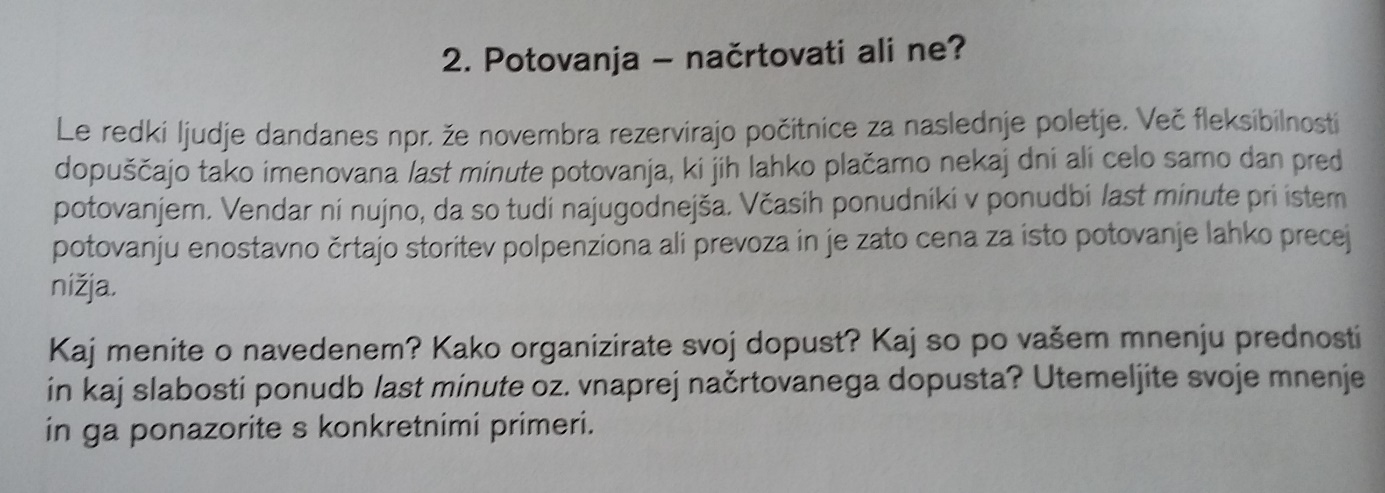 2. Potovanja – načrtovati ali ne?
Le redki ljudje dandanes npr. že novembra rezervirajo počitnice za naslednje poletje. Več fleksibilnosti
dopuščajo tako imenovana last minute potovanja, ki jih lahko plačamo nekaj dni ali celo samo dan pred
potovanjem. Vendar ni nujno, da so tudi najugodnejša. Včasih ponudniki v ponudbi last minute pri istem
potovanju enostavno črtajo storitev polpenziona ali prevoza in je zato cena za isto potovanje lahko precej
nižja.
Kaj menite o navedenem? Kako organizirate svoj dopust? Kaj so po vašem mnenju prednosti
in kaj slabosti ponudb last minute oz. vnaprej načrtovanega dopusta? Utemeljite svoje mnenje
in ga ponazorite s konkretnimi primeri.